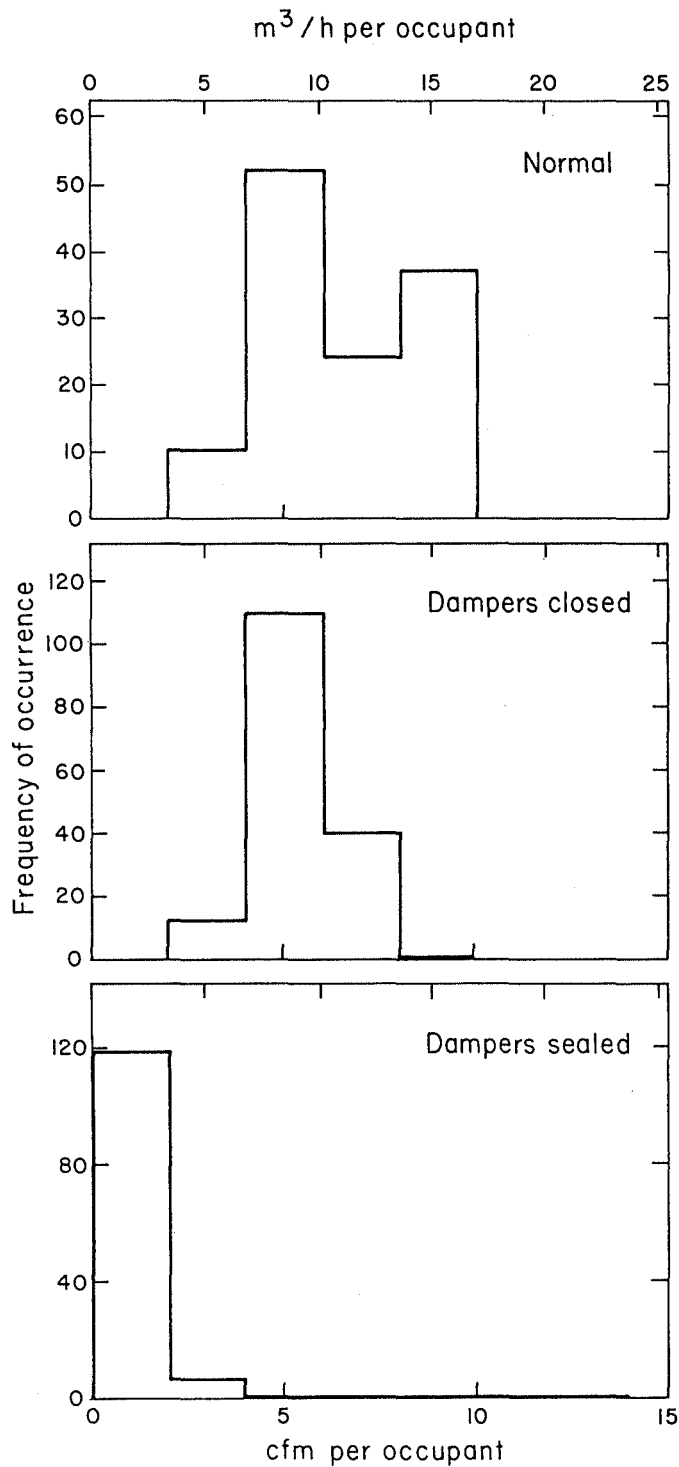 m³/h per occupant
0 5 10 15 20 25
60
Normal
50
40
30
20
10
0
Frequency of occurrence
120
Dampers closed
100
80
60
40
20
0
120
Dampers sealed
80
40
0
0 5 10 15
cfm per occupant